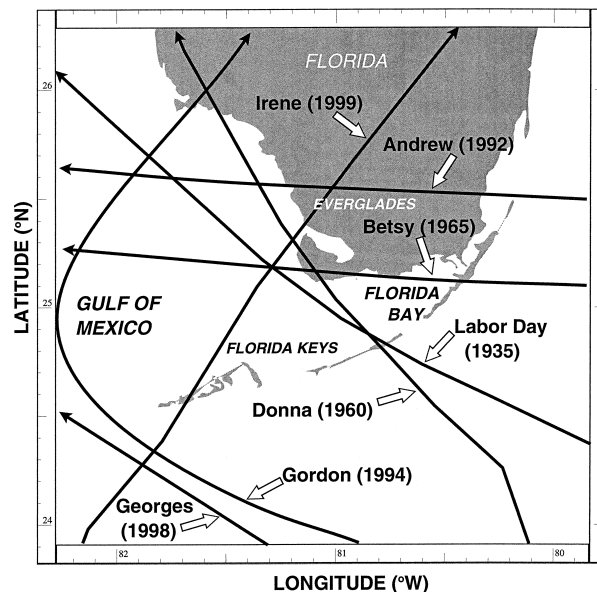 FLORIDA
26
Irene (1999)
Andrew (1992)
EVERGLADES
Betsy (1965)
LATITUDE (°N)
FLORIDA
BAY
GULF OF
MEXICO
25
Labor Day
(1935)
FLORIDA KEYS
Donna (1960)
Gordon (1994)
Georges
(1998)
24
82
81
80
LONGITUDE (°W)